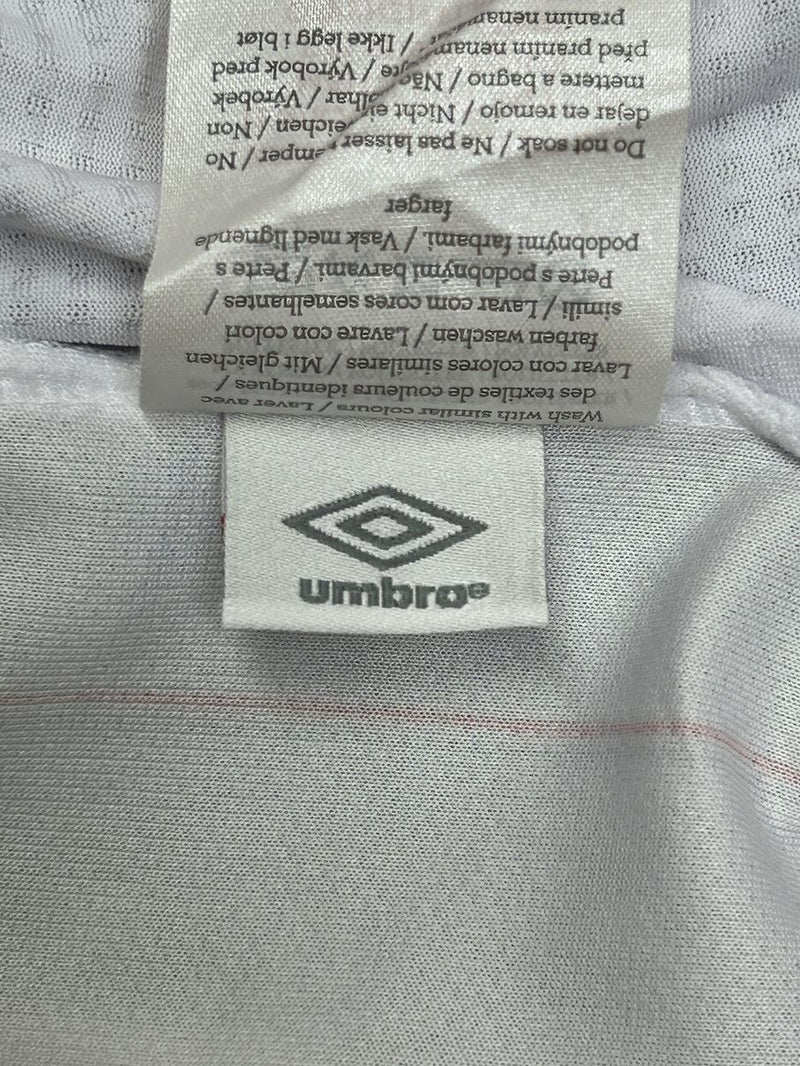 Wash with similar colours / Laver avec
des textiles de couleurs identiques /
Lavar con colores similares / Mit gleichen
farben waschen / Lavare con colori
simili / Lavar com cores semelhantes /
Perte s podobnými barvami. / Perte s
podobnými farbami. / Vask med lignende
farger
Do not soak / Ne pas laisser / No
dejar en remojo / Nicht / Non
mettere a bagno / / Výrobek
před praním / Výrobok pred
praním / Ikke legg i bløt
umbro®